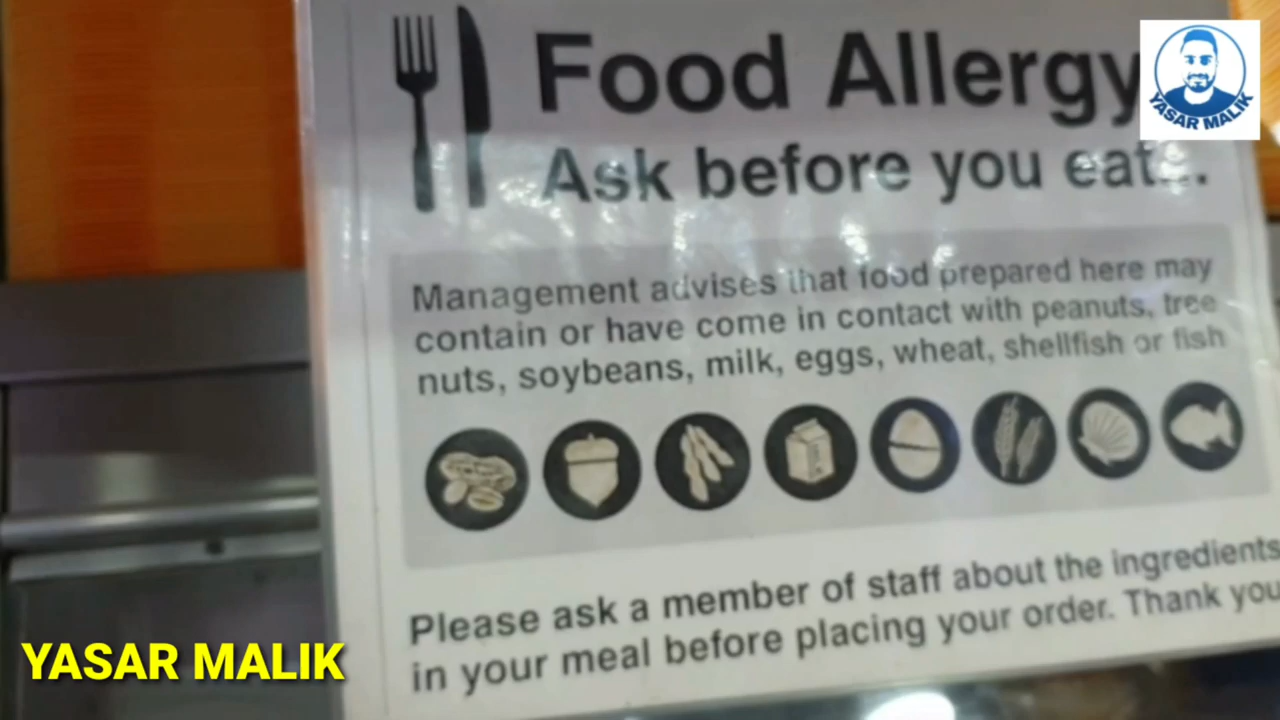 Food Allergy
Ask before you eat.
Management advises that food prepared here may
contain or have come in contact with peanuts, tree
nuts, soybeans, milk, eggs, wheat, shellfish or fish
Please ask a member of staff about the ingredients
in your meal before placing your order. Thank you
YASAR MALIK
YASAR MALIK